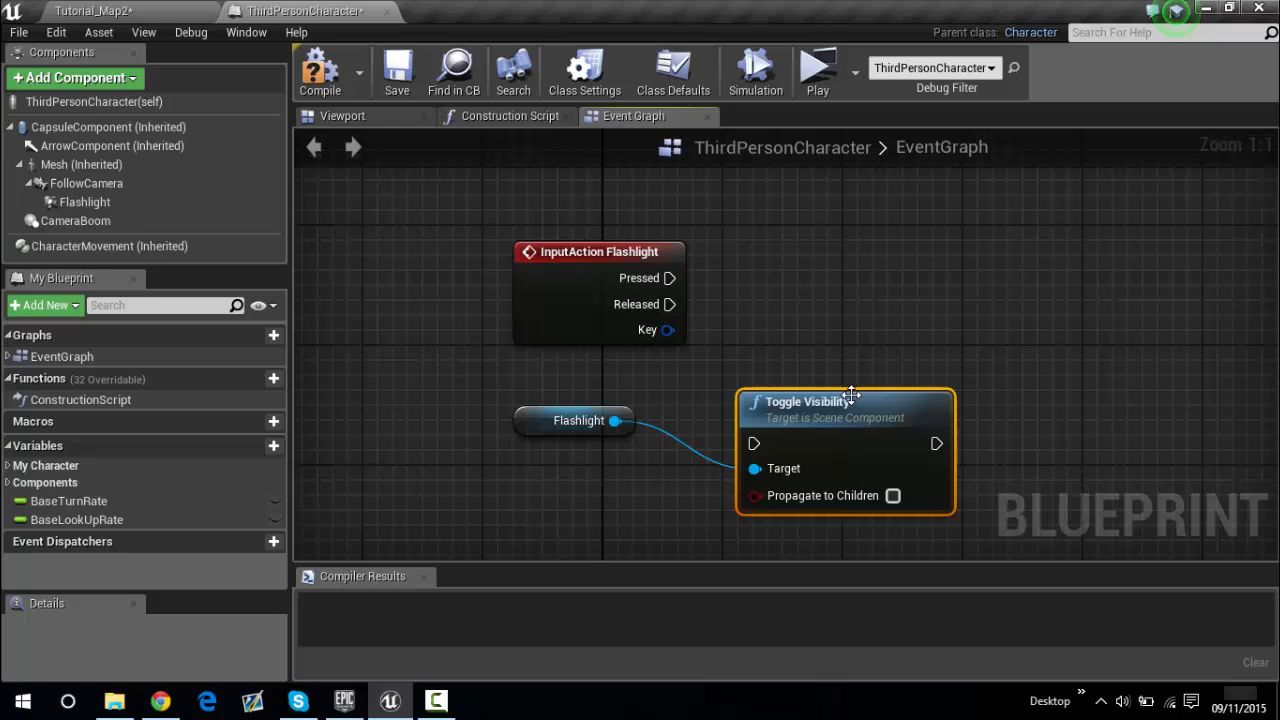 Tutorial_Map2*
ThirdPersonCharacter*
File Edit Asset View Debug Window Help
Parent class: Character
Search For Help
Components
Add Component
ThirdPersonCharacter(self)
CapsuleComponent (Inherited)
ArrowComponent (Inherited)
Mesh (Inherited)
FollowCamera
Flashlight
CameraBoom
CharacterMovement (Inherited)
My Blueprint
Add New
Search
Graphs
EventGraph
Functions (32 Overridable)
ConstructionScript
Macros
Variables
My Character
Components
BaseTurnRate
BaseLookUpRate
Event Dispatchers
Details
Compile
Save
Find in CB
Search
Class Settings
Class Defaults
Simulation
Play
ThirdPersonCharacter
Debug Filter
Viewport
Construction Script
Event Graph
ThirdPersonCharacter > EventGraph
Zoom 1:1
InputAction Flashlight
Pressed
Released
Key
Flashlight
Toggle Visibility
Target is Scene Component
Target
Propagate to Children
BLUEPRINT
Compiler Results
Clear
EPIC GAMES
Desktop
09/11/2015